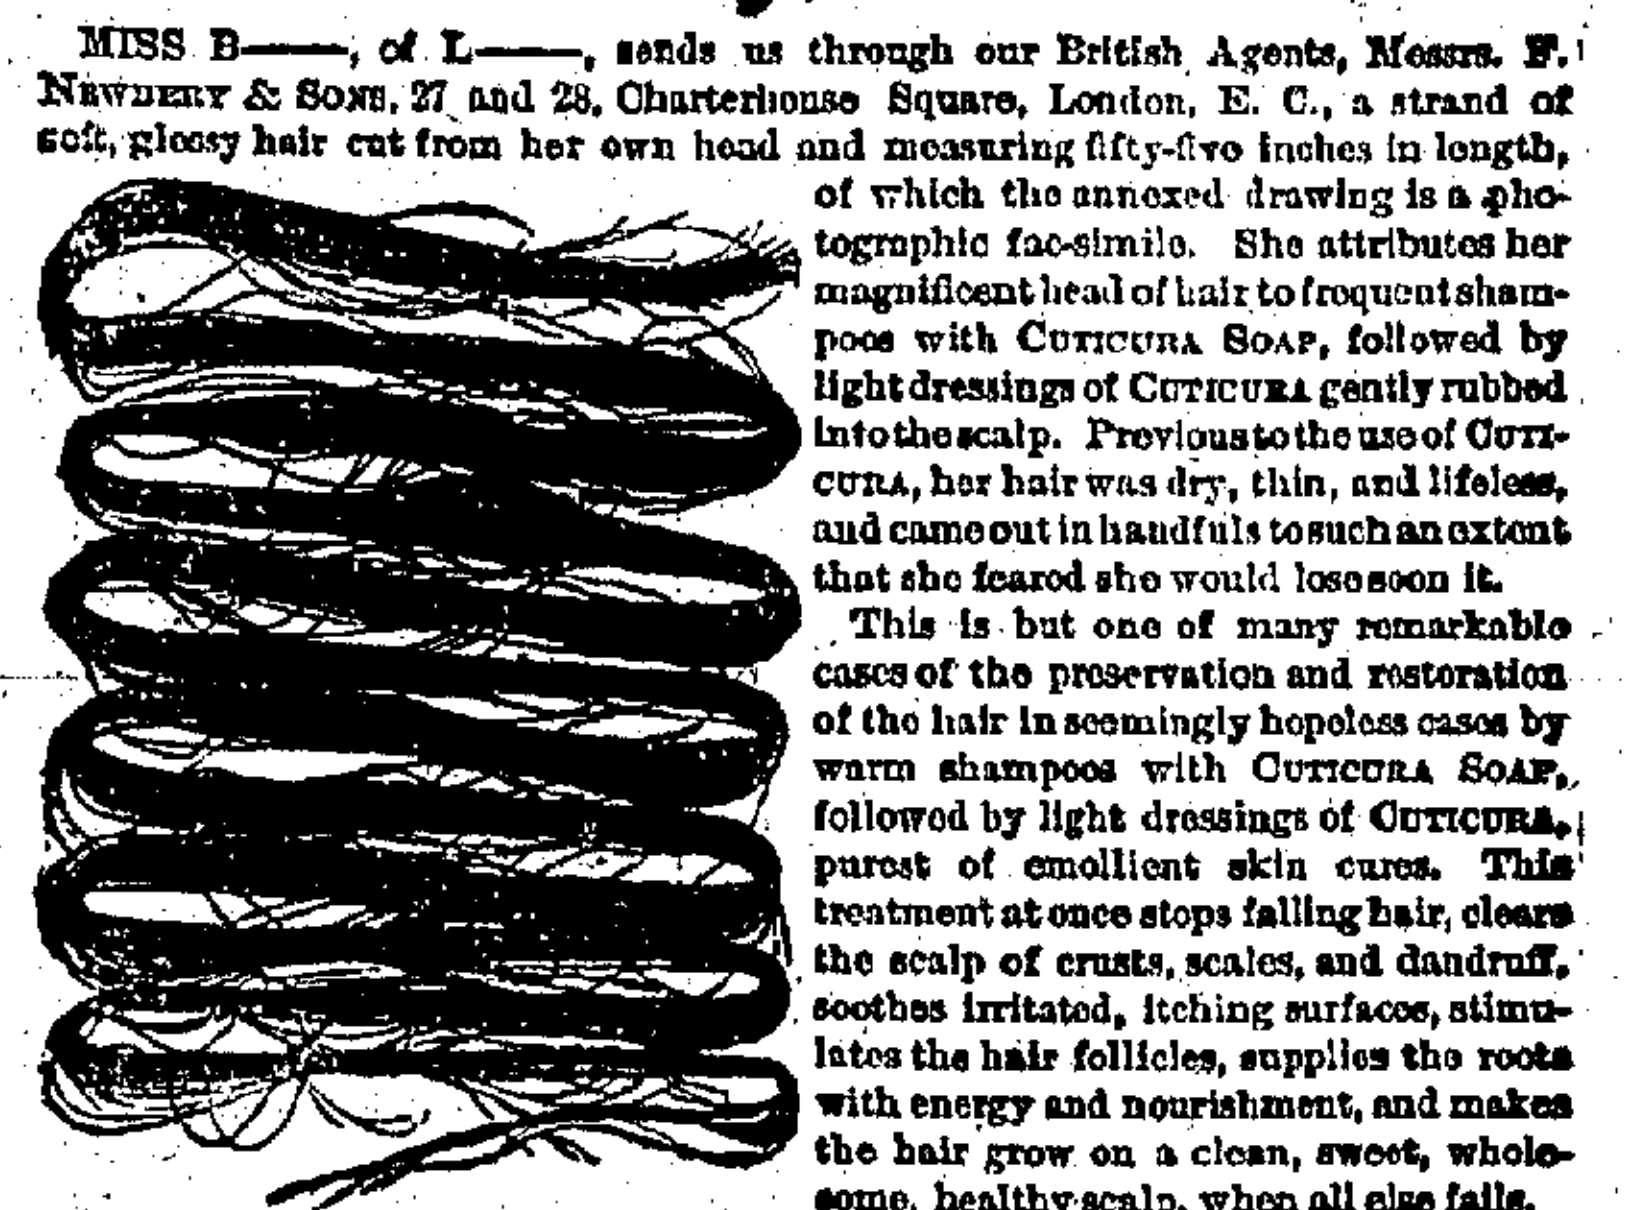 MISS B——, of L——, sends us through our British Agents, Messrs. F.
NEWBERY & SONS, 27 and 28, Charterhouse Square, London, E. C., a strand of
soft, glossy hair cut from her own head and measuring fifty-five inches in length,
of which the annexed drawing is a pho-
tographic fac-simile. She attributes her
magnificent head of hair to frequent sham-
poos with CUTICURA SOAP, followed by
light dressings of CUTICURA gently rubbed
into the scalp. Previous to the use of CUTI-
CURA, her hair was dry, thin, and lifeless,
and came out in handfuls to such an extent
that she feared she would lose soon it.
This is but one of many remarkable
cases of the preservation and restoration
of the hair in seemingly hopeless cases by
warm shampoos with CUTICURA SOAP,
followed by light dressings of CUTICURA,
purest of emollient skin cures. This
treatment at once stops falling hair, clears
the scalp of crusts, scales, and dandruff,
soothes irritated, itching surfaces, stimu-
lates the hair follicles, supplies the roots
with energy and nourishment, and makes
the hair grow on a clean, sweet, whole-
some, healthy scalp, when all else fails.